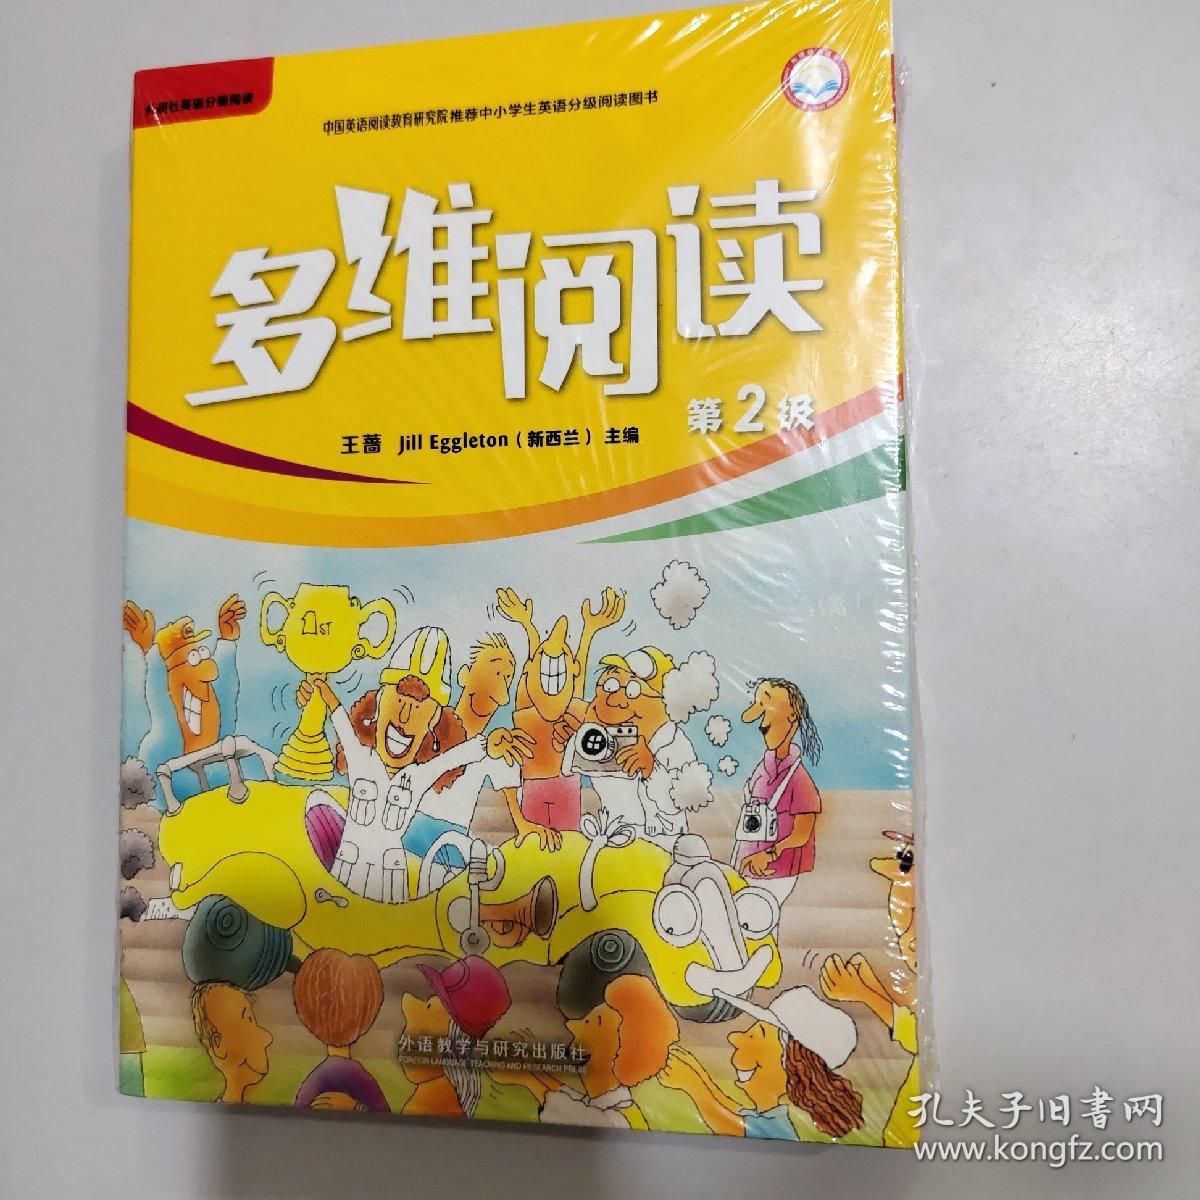 外研社英语分级阅读
中国英语阅读教育研究院推荐中小学生英语分级阅读图书
多维阅读
第2级
王蔷 Jill Eggleton（新西兰）主编
1ST
外语教学与研究出版社
FOREIGN LANGUAGE TEACHING AND RESEARCH PRESS
孔夫子旧書网
www.kongfz.com